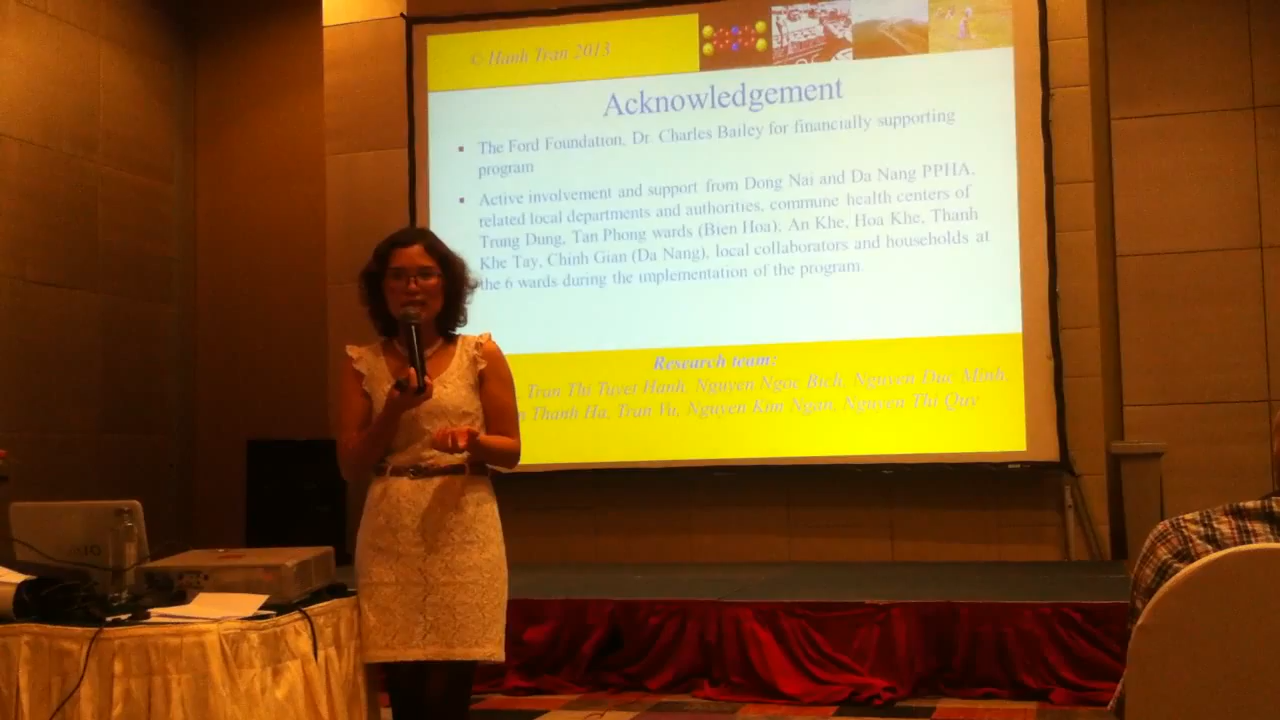 © Hanh Tran 2013
Acknowledgement
The Ford Foundation, Dr. Charles Bailey for financially supporting
program
Active involvement and support from Dong Nai and Da Nang PPHA,
related local departments and authorities, commune health centers of
Trung Dung, Tan Phong wards (Bien Hoa), An Khe, Hoa Khe, Thanh
Khe Tay, Chinh Gian (Da Nang), local collaborators and households at
the 6 wards during the implementation of the program.
Research team:
Tran Thi Tuyet Hanh, Nguyen Ngoc Bich, Nguyen Duc Minh,
Thanh Ha, Tran Vu, Nguyen Kim Ngan, Nguyen Thi Quy